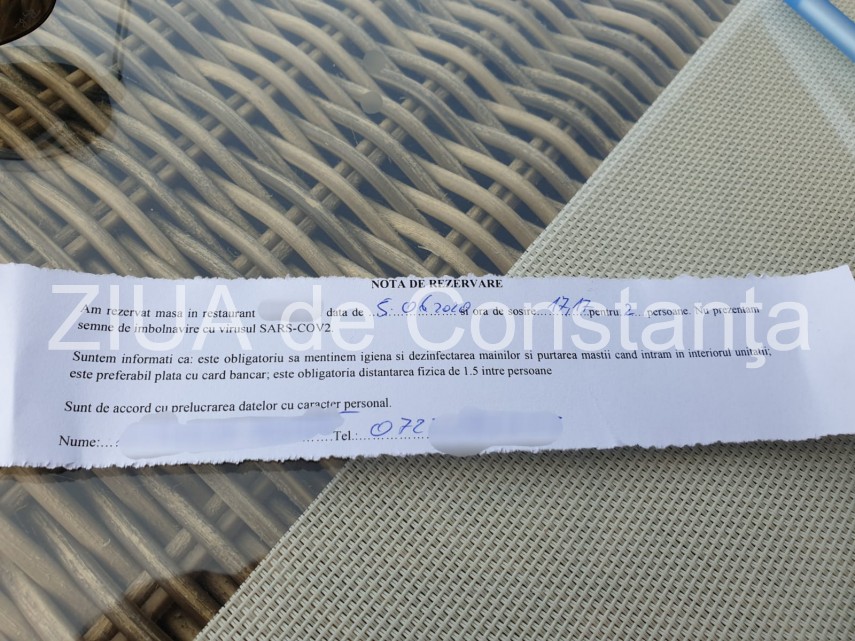 NOTA DE REZERVARE
Am rezervat masa in restaurant data de 5.06.2020 si ora de sosire...17,17 pentru 2.. persoane. Nu prezentam
semne de imbolnavire cu virusul SARS-COV2.
ZIUA de Constanţa
Suntem informati ca: este obligatoriu sa mentinem igiena si dezinfectarea mainilor si purtarea mastii cand intram in interiorul unitatii;
este preferabil plata cu card bancar; este obligatoria distantarea fizica de 1.5 intre persoane
Sunt de accord cu prelucrarea datelor cu caracter personal.
Nume:... .......Tel.:...072